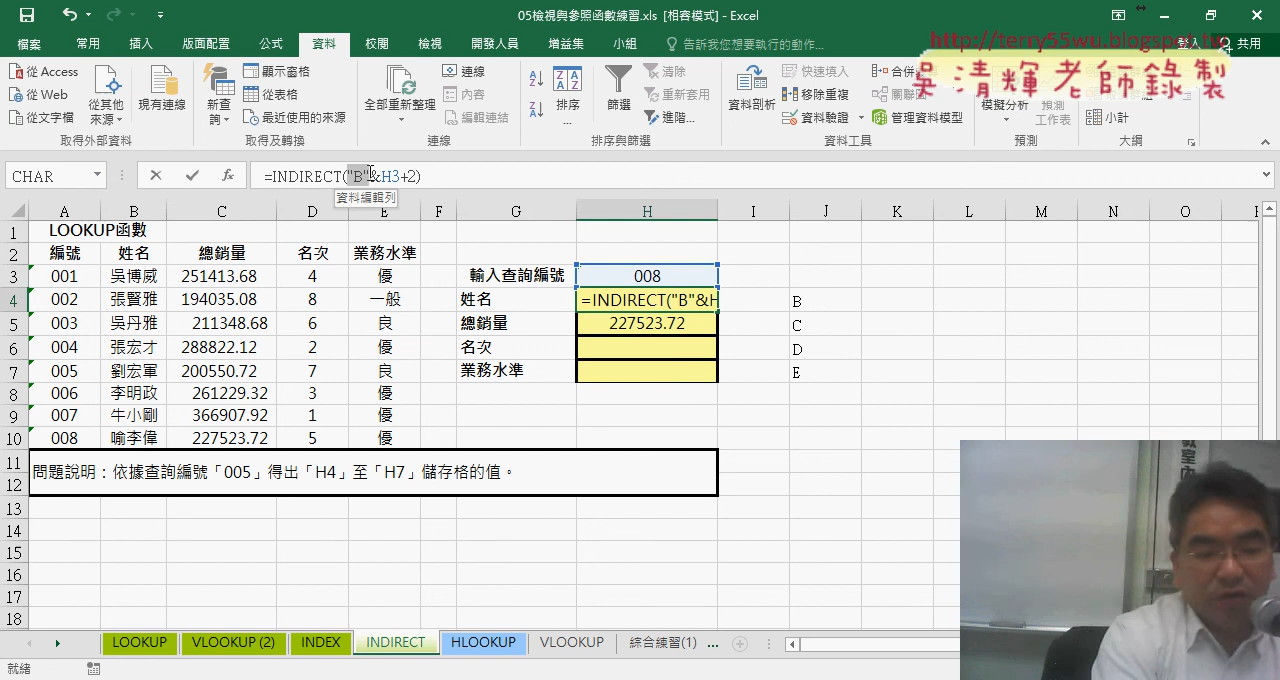 05檢視與參照函數練習.xls [相容模式] - Excel
檔案 常用 插入 版面配置 公式 資料 校閱 檢視 開發人員 增益集 小組 告訴我您想要執行的動作... 登入 共用
http://terry55wu.blogspot.tw
吳清輝老師錄製
從 Access
從 Web
從文字檔
從其他來源
現有連線
取得外部資料
新查詢
顯示查詢
從表格
最近使用的來源
取得及轉換
全部重新整理
連線
內容
編輯連結
連線
排序...
篩選
清除
重新套用
進階...
排序與篩選
資料剖析
快速填入
移除重複
資料驗證
合併
關聯圖
管理資料模型
資料工具
模擬分析
預測工作表
預測
小計
大綱
CHAR =INDIRECT("B"&H3+2)
資料編輯列
A B C D E F G H I J K L M N O
1 LOOKUP函數
2 編號 姓名 總銷量 名次 業務水準
3 001 吳博威 251413.68 4 優 輸入查詢編號 008
4 002 張賢雅 194035.08 8 一般 姓名 =INDIRECT("B"&H B
5 003 吳丹雅 211348.68 6 良 總銷量 227523.72 C
6 004 張宏才 288822.12 2 優 名次 D
7 005 劉宏軍 200550.72 7 良 業務水準 E
8 006 李明政 261229.32 3 優
9 007 牛小剛 366907.92 1 優
10 008 喻李偉 227523.72 5 優
11
問題說明：依據查詢編號「005」得出「H4」至「H7」儲存格的值。
12
13
14
15
16
17
18
LOOKUP VLOOKUP (2) INDEX INDIRECT HLOOKUP VLOOKUP 綜合練習(1) ...
就緒